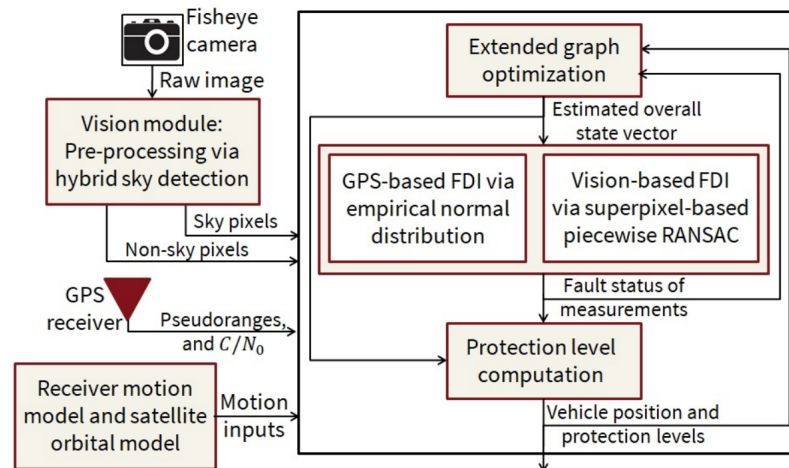 Fisheye
camera
Raw image
Vision module:
Pre-processing via
hybrid sky detection
Sky pixels
Non-sky pixels
GPS
receiver
Pseudoranges,
and C/N₀
Receiver motion
model and satellite
orbital model
Motion
inputs
Extended graph
optimization
Estimated overall
state vector
GPS-based FDI via
empirical normal
distribution
Vision-based FDI
via superpixel-based
piecewise RANSAC
Fault status of
measurements
Protection level
computation
Vehicle position and
protection levels